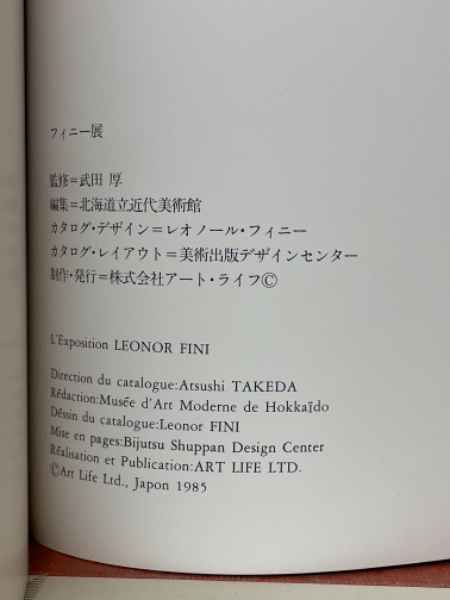 フィニー展
監修=武田 厚
編集=北海道立近代美術館
カタログ・デザイン=レオノール・フィニー
カタログ・レイアウト=美術出版デザインセンター
制作・発行=株式会社アート・ライフ©
L'Exposition LEONOR FINI
Direction du catalogue:Atsushi TAKEDA
Rédaction:Musée d'Art Moderne de Hokkaïdo
Déssin du catalogue:Leonor FINI
Mise en pages:Bijutsu Shuppan Design Center
Réalisation et Publication:ART LIFE LTD.
©Art Life Ltd., Japon 1985